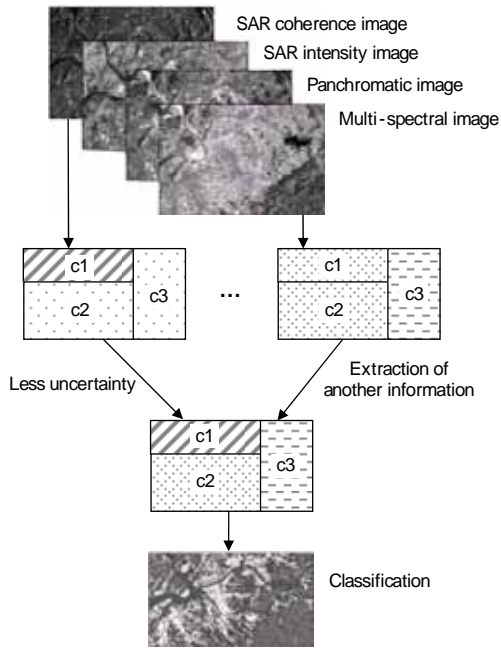 SAR coherence image
SAR intensity image
Panchromatic image
Multi-spectral image
c1
c2
c3
...
c1
c2
c3
Less uncertainty
Extraction of
another information
c1
c2
c3
Classification